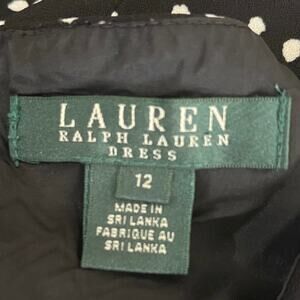 LAUREN
RALPH LAUREN
DRESS
12
MADE IN
SRI LANKA
FABRIQUE AU
SRI LANKA